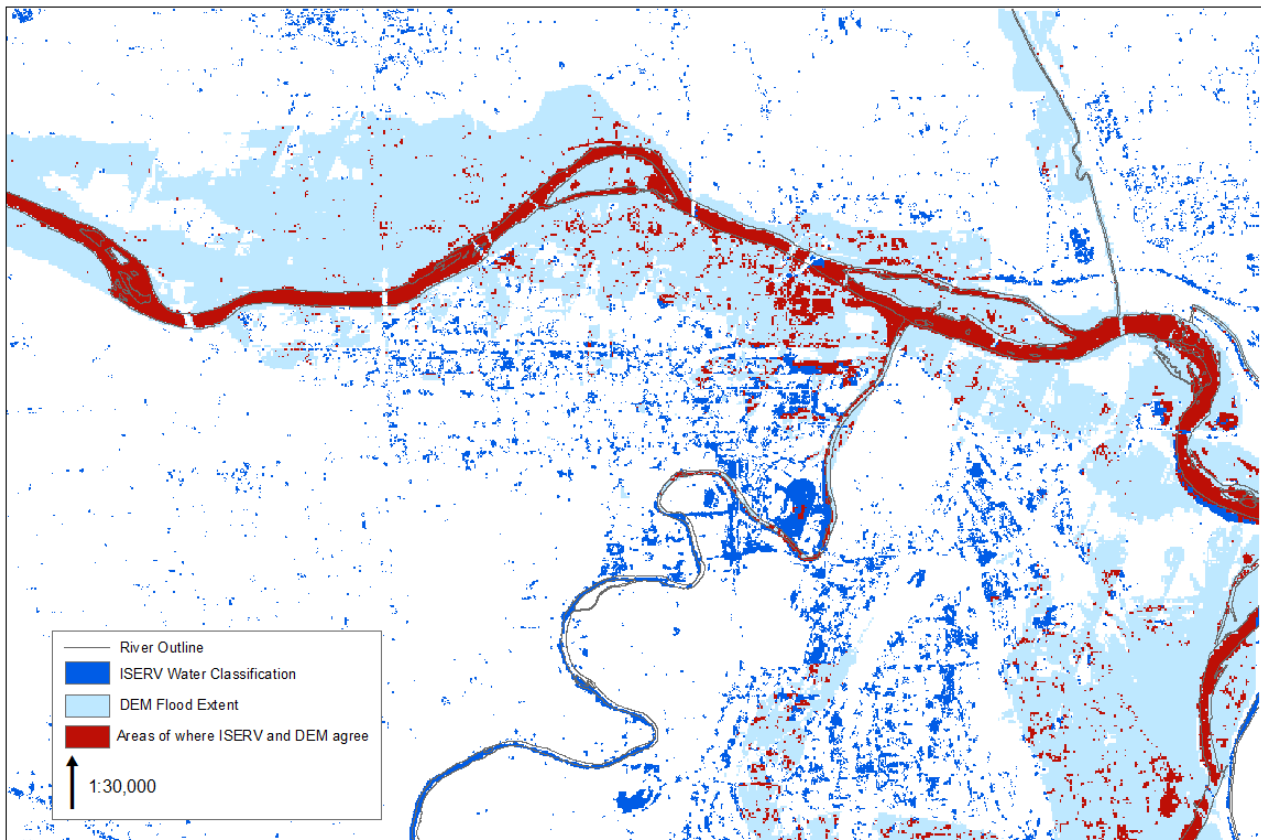 River Outline
ISERV Water Classification
DEM Flood Extent
Areas of where ISERV and DEM agree
1:30,000